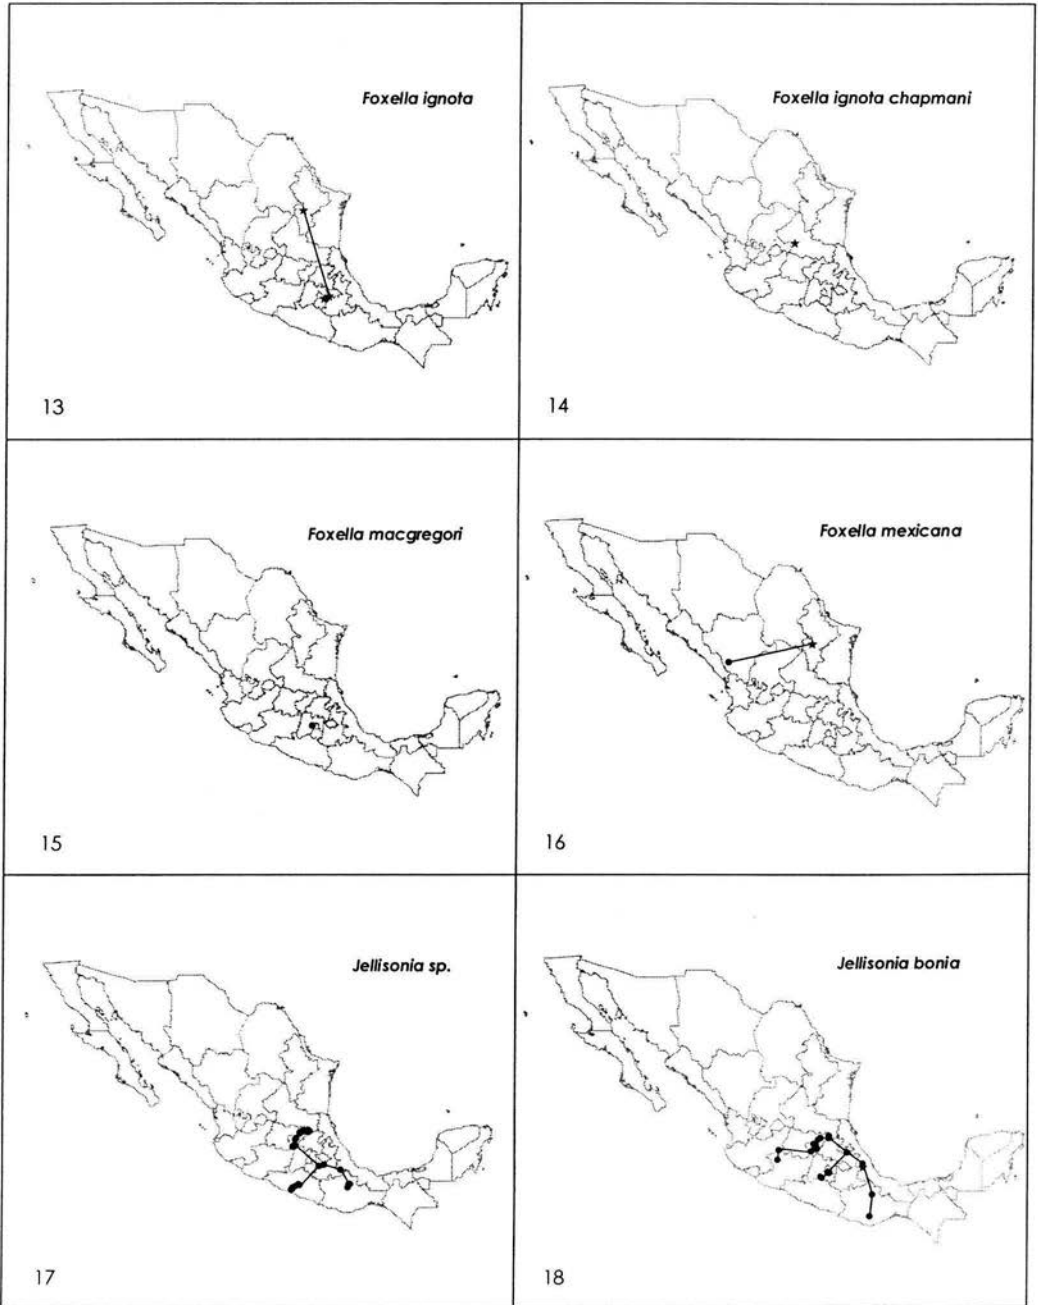 Foxella ignota
13
Foxella ignota chapmani
14
Foxella macgregori
15
Foxella mexicana
16
Jellisonia sp.
17
Jellisonia bonia
18